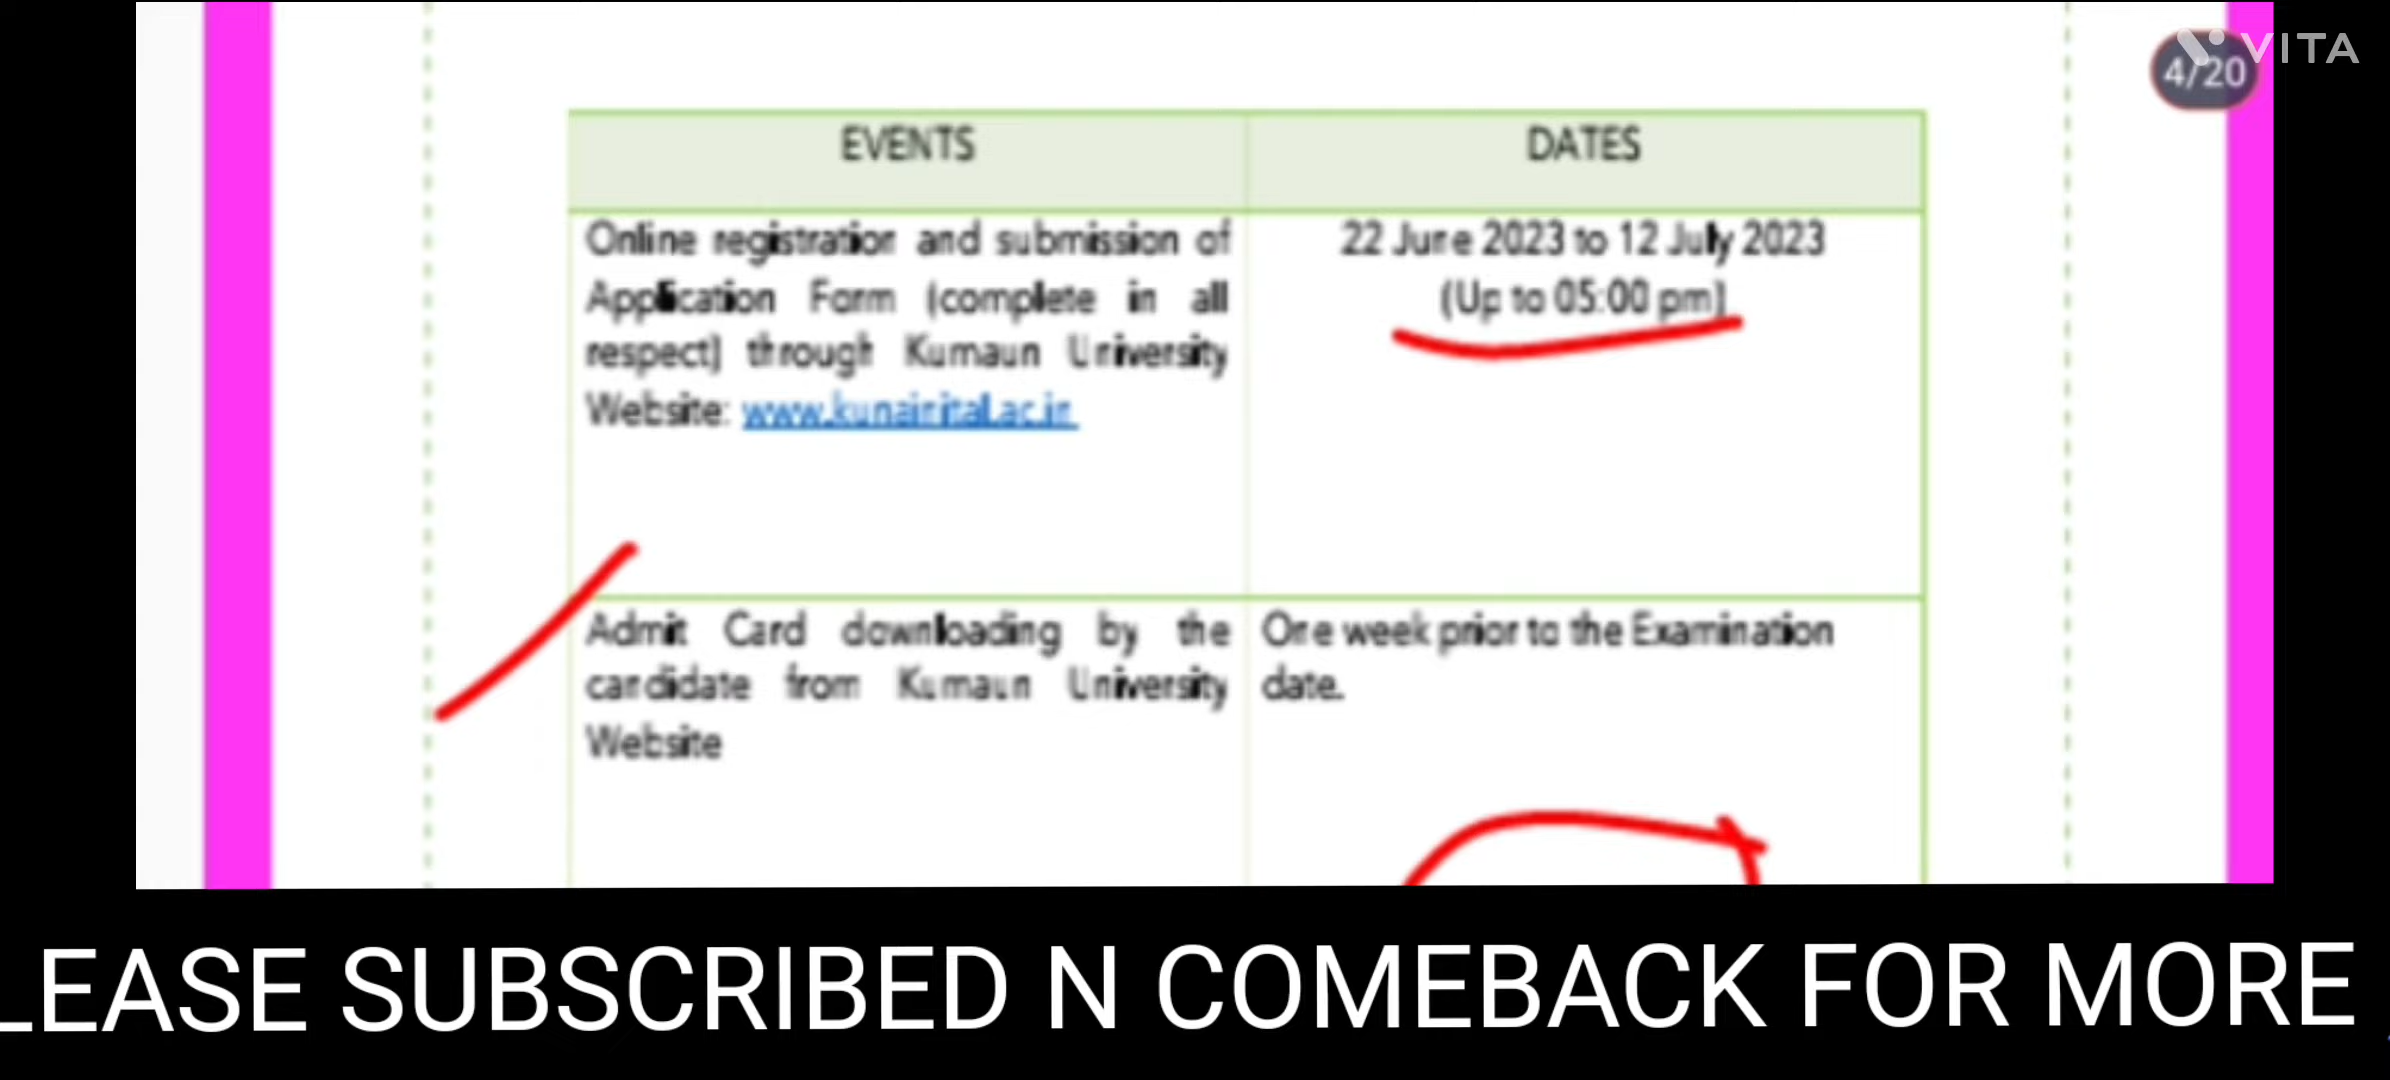 VITA
4/20
EVENTS
DATES
Online registration and submission of
Application Form (complete in all
respect) through Kumaun University
Website: www.kunainital.ac.in
22 June 2023 to 12 July 2023
(Up to 05:00 pm)
Admit Card downloading by the
candidate from Kumaun University
Website
One week prior to the Examination
date.
LEASE SUBSCRIBED N COMEBACK FOR MORE